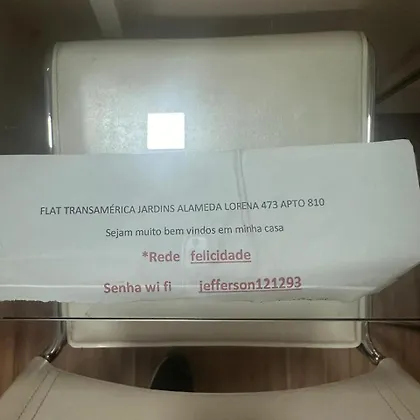 FLAT TRANSAMÉRICA JARDINS ALAMEDA LORENA 473 APTO 810
Sejam muito bem vindos em minha casa
*Rede felicidade
Senha wi fi jefferson121293